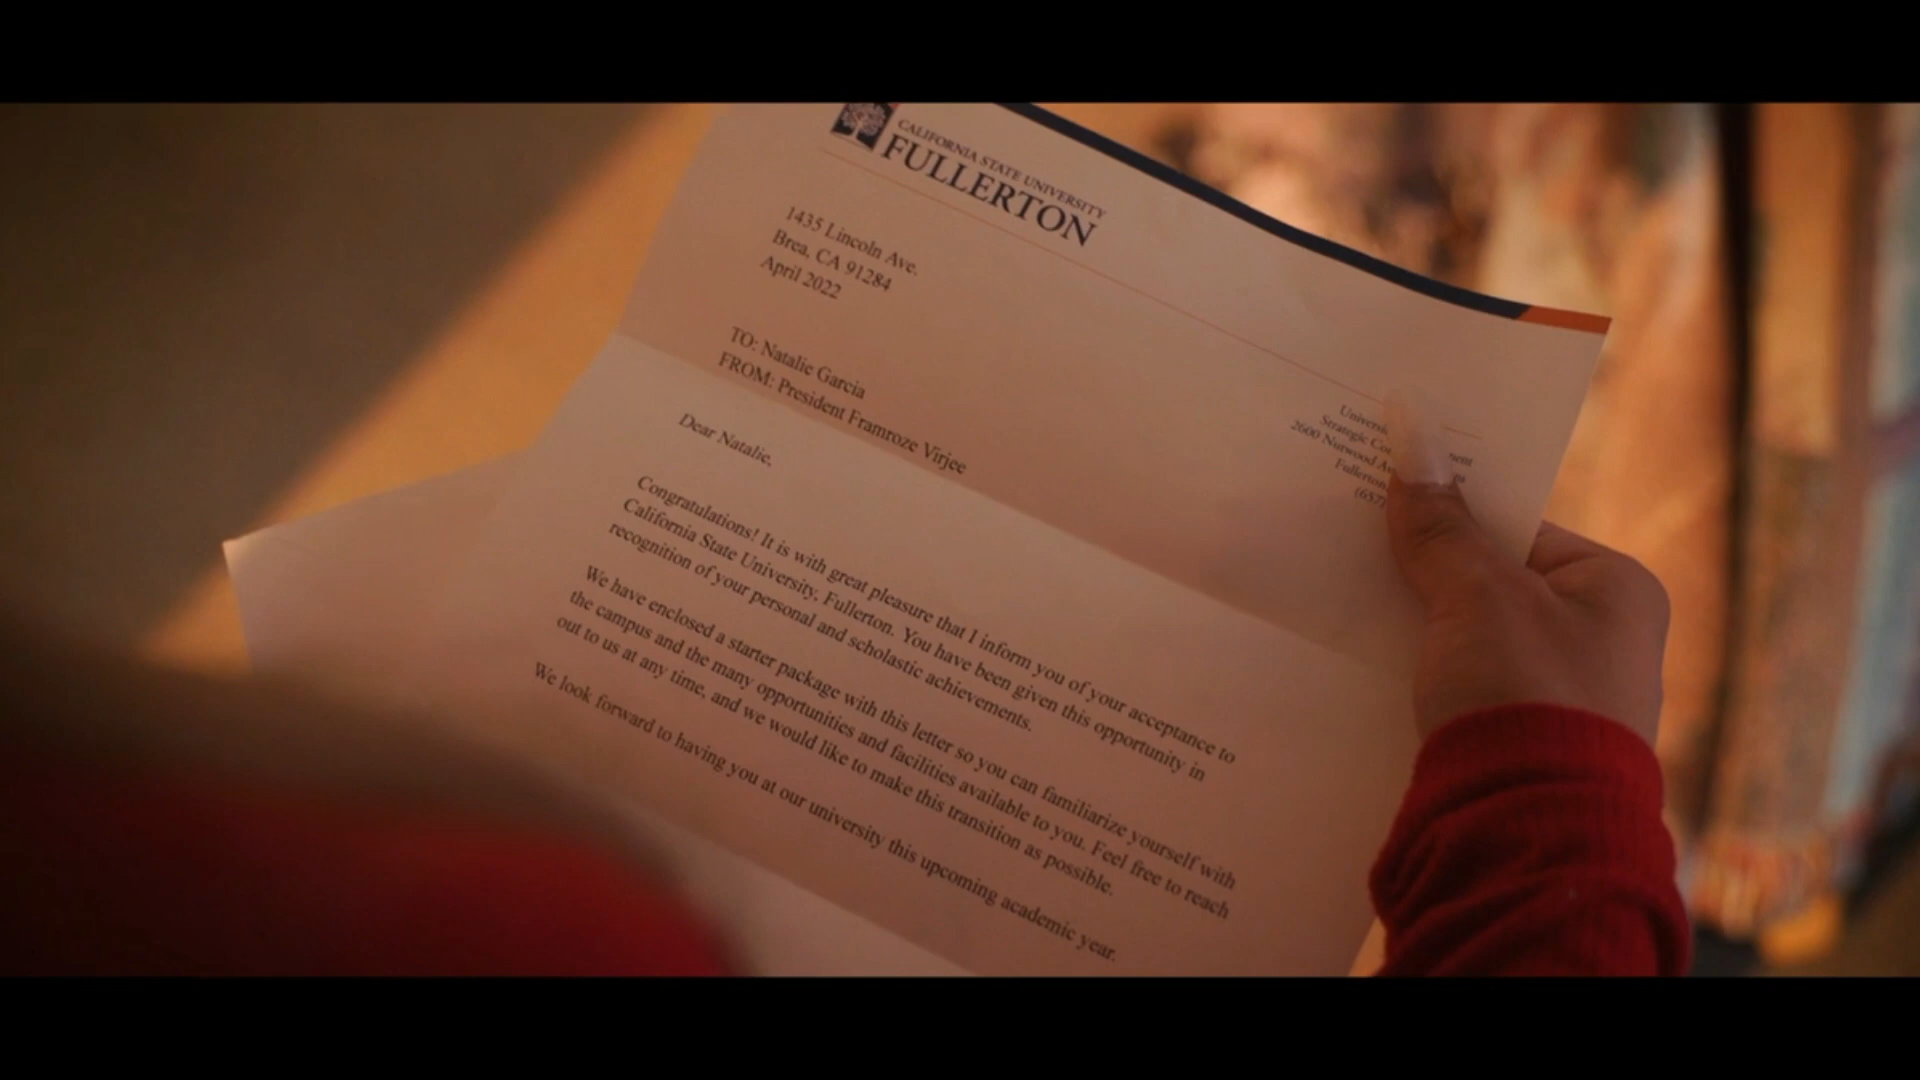 CALIFORNIA STATE UNIVERSITY
FULLERTON
1435 Lincoln Ave.
Brea, CA 91284
April 2022
TO: Natalie Garcia
FROM: President Framroze Virjee
Strategic
2600 Nutwood
Fullerton
(657)
Dear Natalie,
Congratulations! It is with great pleasure that I inform you of your acceptance to
California State University, Fullerton. You have been given this opportunity in
recognition of your personal and scholastic achievements.
We have enclosed a starter package with this letter so you can familiarize yourself with
the campus and the many opportunities and facilities available to you. Feel free to reach
out to us at any time, and we would like to make this transition as possible.
We look forward to having you at our university this upcoming academic year.